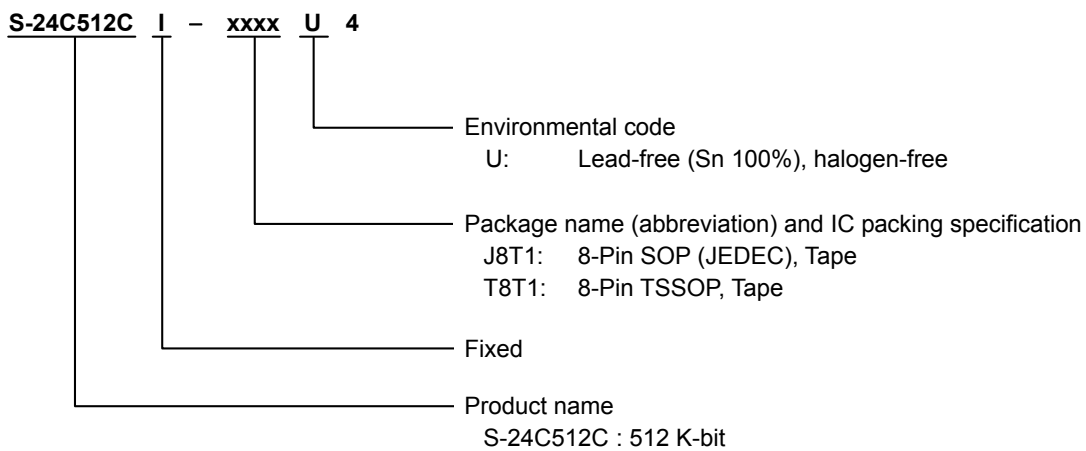 S-24C512C I – xxxx U 4
Environmental code
U: Lead-free (Sn 100%), halogen-free
Package name (abbreviation) and IC packing specification
J8T1: 8-Pin SOP (JEDEC), Tape
T8T1: 8-Pin TSSOP, Tape
Fixed
Product name
S-24C512C : 512 K-bit